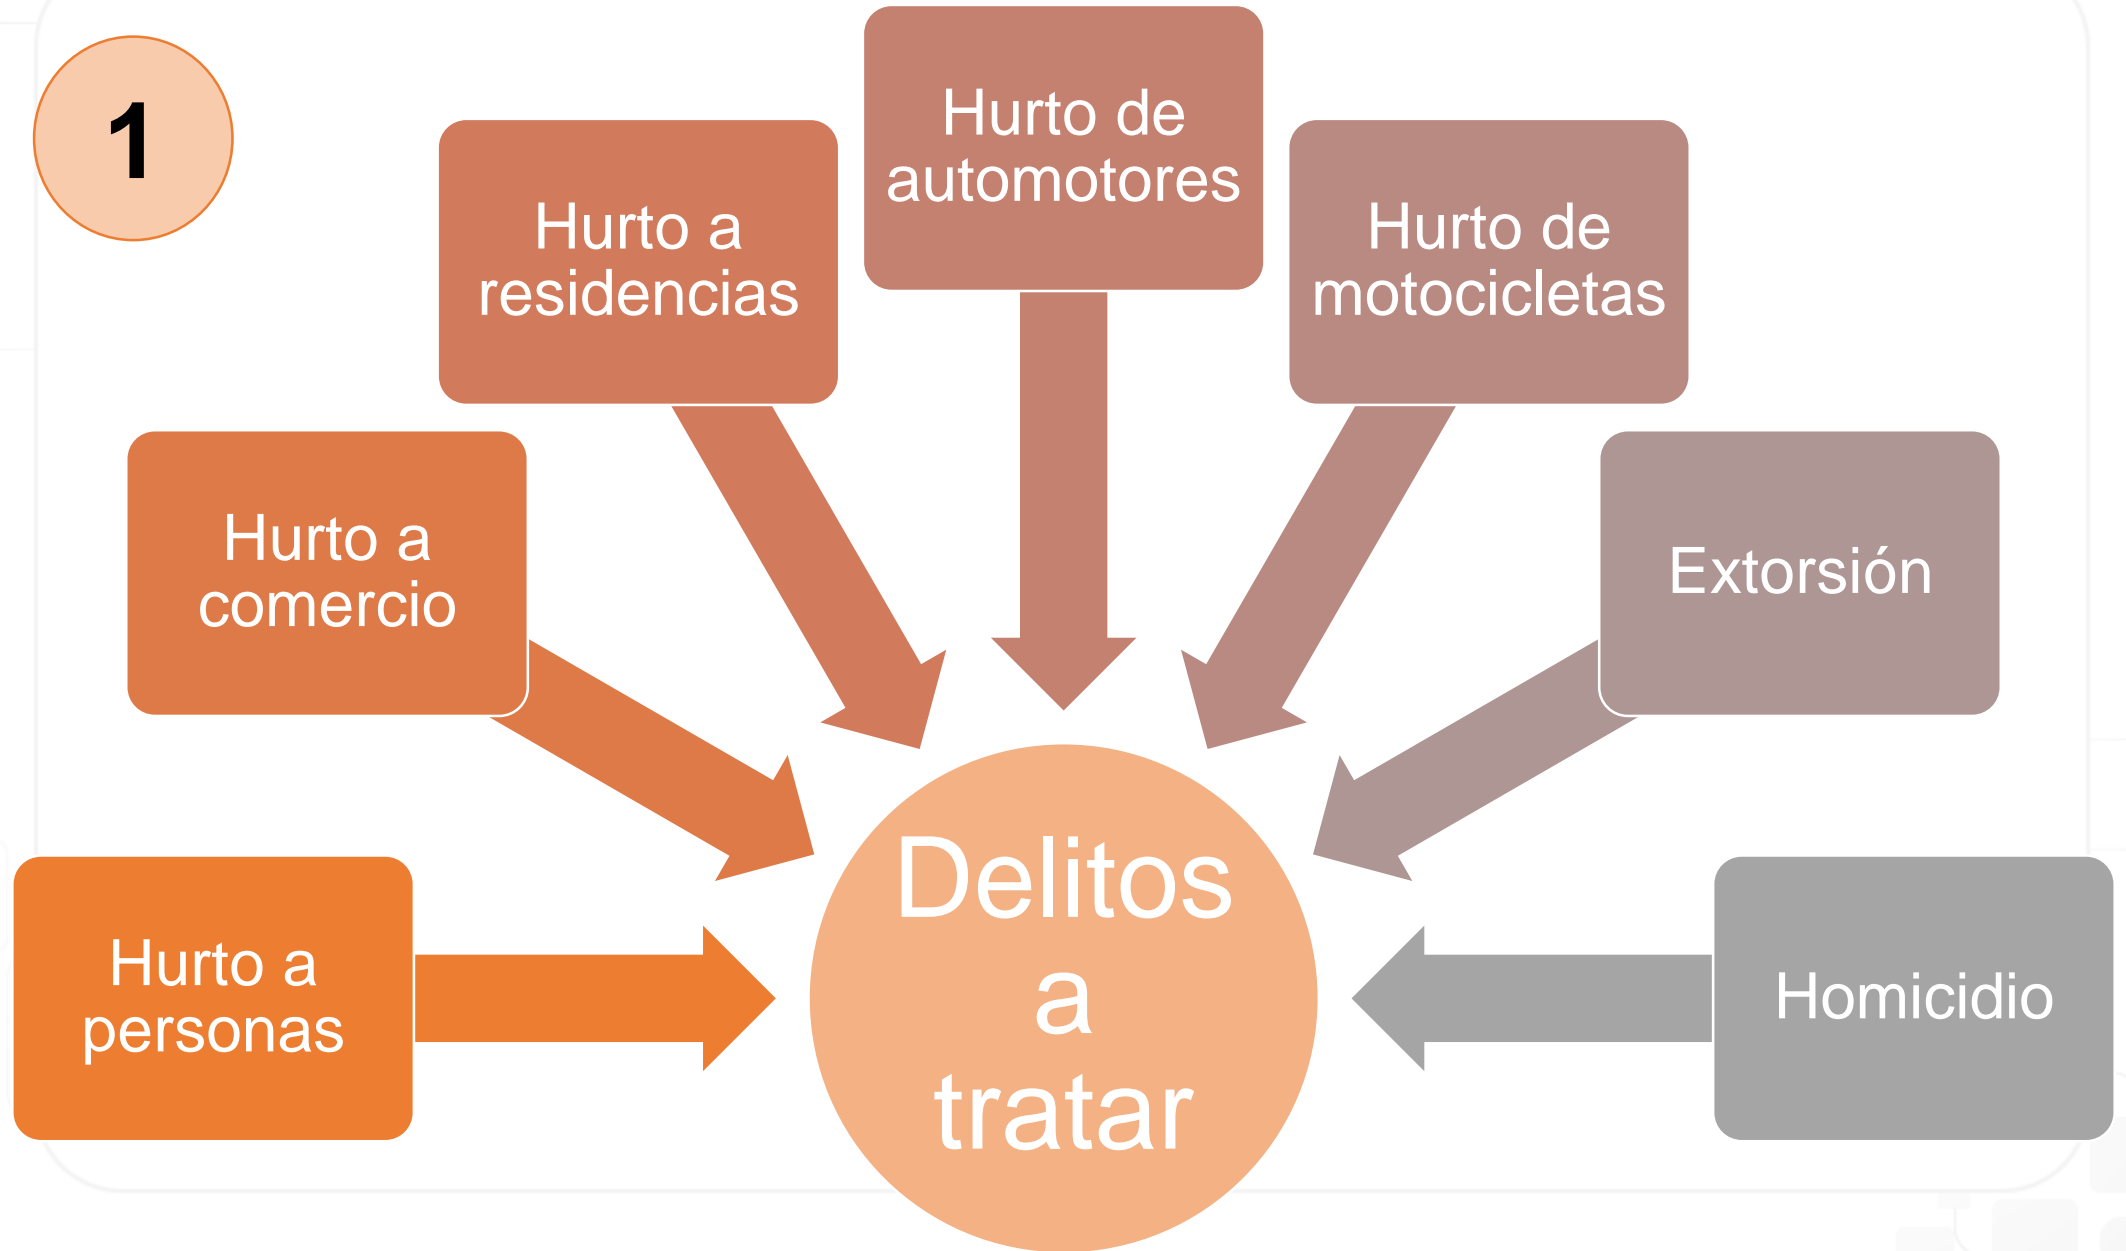 1
Hurto a
personas
Hurto a
comercio
Hurto a
residencias
Hurto de
automotores
Hurto de
motocicletas
Extorsión
Homicidio
Delitos
a
tratar